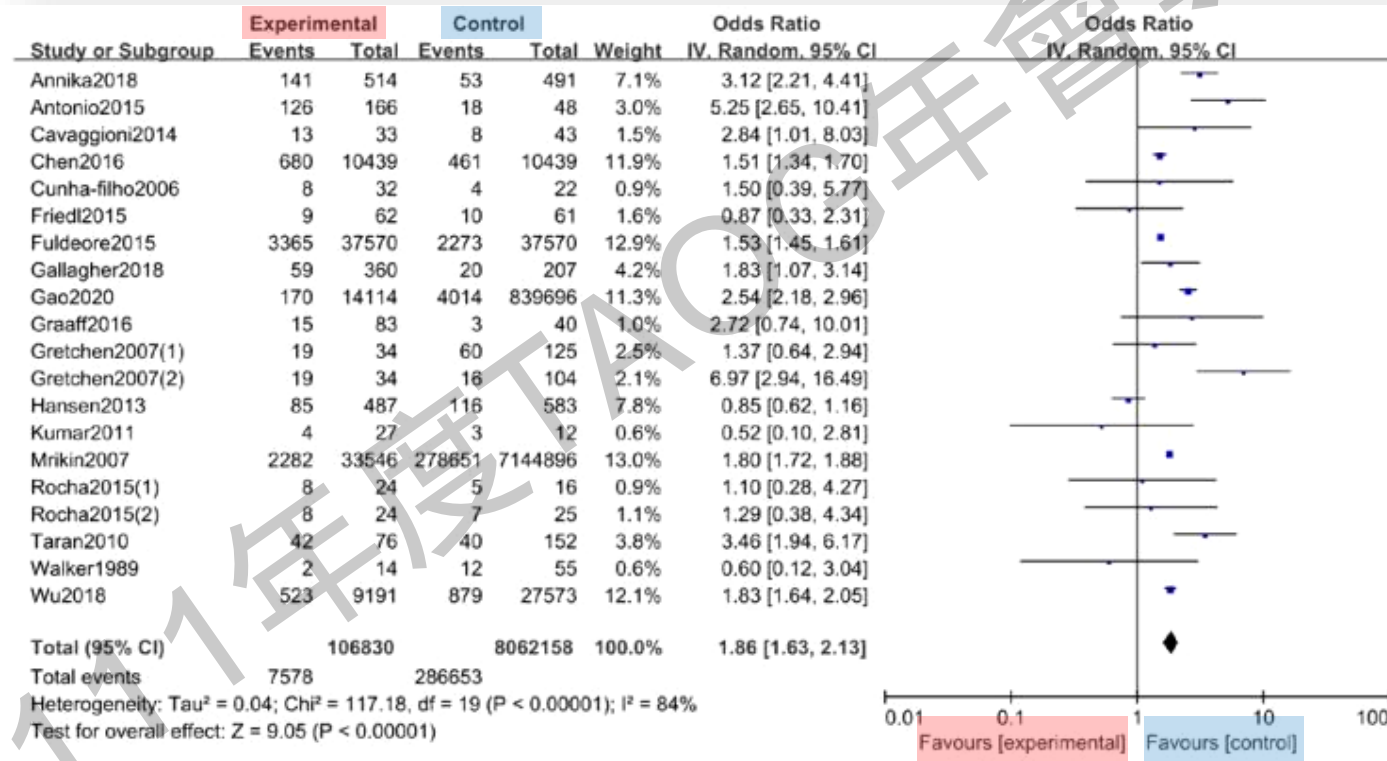 Experimental Control Odds Ratio Odds Ratio
Study or Subgroup Events Total Events Total Weight IV, Random, 95% CI IV, Random, 95% CI
Annika2018 141 514 53 491 7.1% 3.12 [2.21, 4.41]
Antonio2015 126 166 18 48 3.0% 5.25 [2.65, 10.41]
Cavaggioni2014 13 33 8 43 1.5% 2.84 [1.01, 8.03]
Chen2016 680 10439 461 10439 11.9% 1.51 [1.34, 1.70]
Cunha-filho2006 8 32 4 22 0.9% 1.50 [0.39, 5.77]
Friedl2015 9 62 10 61 1.6% 0.87 [0.33, 2.31]
Fuldeore2015 3365 37570 2273 37570 12.9% 1.53 [1.45, 1.61]
Gallagher2018 59 360 20 207 4.2% 1.83 [1.07, 3.14]
Gao2020 170 14114 4014 839696 11.3% 2.54 [2.18, 2.96]
Graaff2016 15 83 3 40 1.0% 2.72 [0.74, 10.01]
Gretchen2007(1) 19 34 60 125 2.5% 1.37 [0.64, 2.94]
Gretchen2007(2) 19 34 16 104 2.1% 6.97 [2.94, 16.49]
Hansen2013 85 487 116 583 7.8% 0.85 [0.62, 1.16]
Kumar2011 4 27 3 12 0.6% 0.52 [0.10, 2.81]
Mrikin2007 2282 33546 278651 7144896 13.0% 1.80 [1.72, 1.88]
Rocha2015(1) 8 24 5 16 0.9% 1.10 [0.28, 4.27]
Rocha2015(2) 8 24 7 25 1.1% 1.29 [0.38, 4.34]
Taran2010 42 76 40 152 3.8% 3.46 [1.94, 6.17]
Walker1989 2 14 12 55 0.6% 0.60 [0.12, 3.04]
Wu2018 523 9191 879 27573 12.1% 1.83 [1.64, 2.05]
Total (95% CI) 106830 8062158 100.0% 1.86 [1.63, 2.13]
Total events 7578 286653
Heterogeneity: Tau² = 0.04; Chi² = 117.18, df = 19 (P < 0.00001); I² = 84%
Test for overall effect: Z = 9.05 (P < 0.00001)
0.01 0.1 1 10 100
Favours [experimental] Favours [control]
111年度TAOG年會